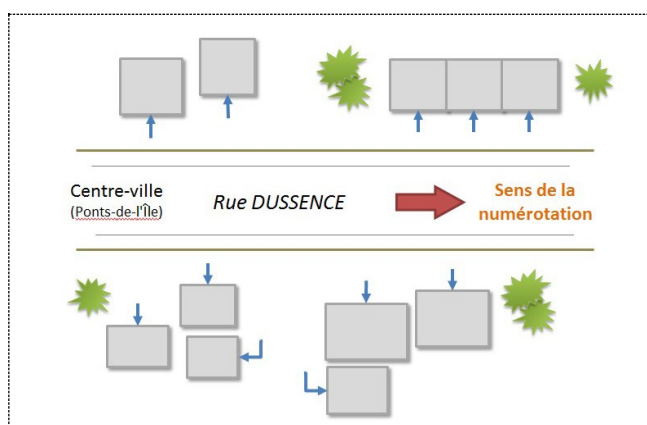 Centre-ville
(Ponts-de-l'Île)
Rue DUSSENCE
Sens de la
numérotation